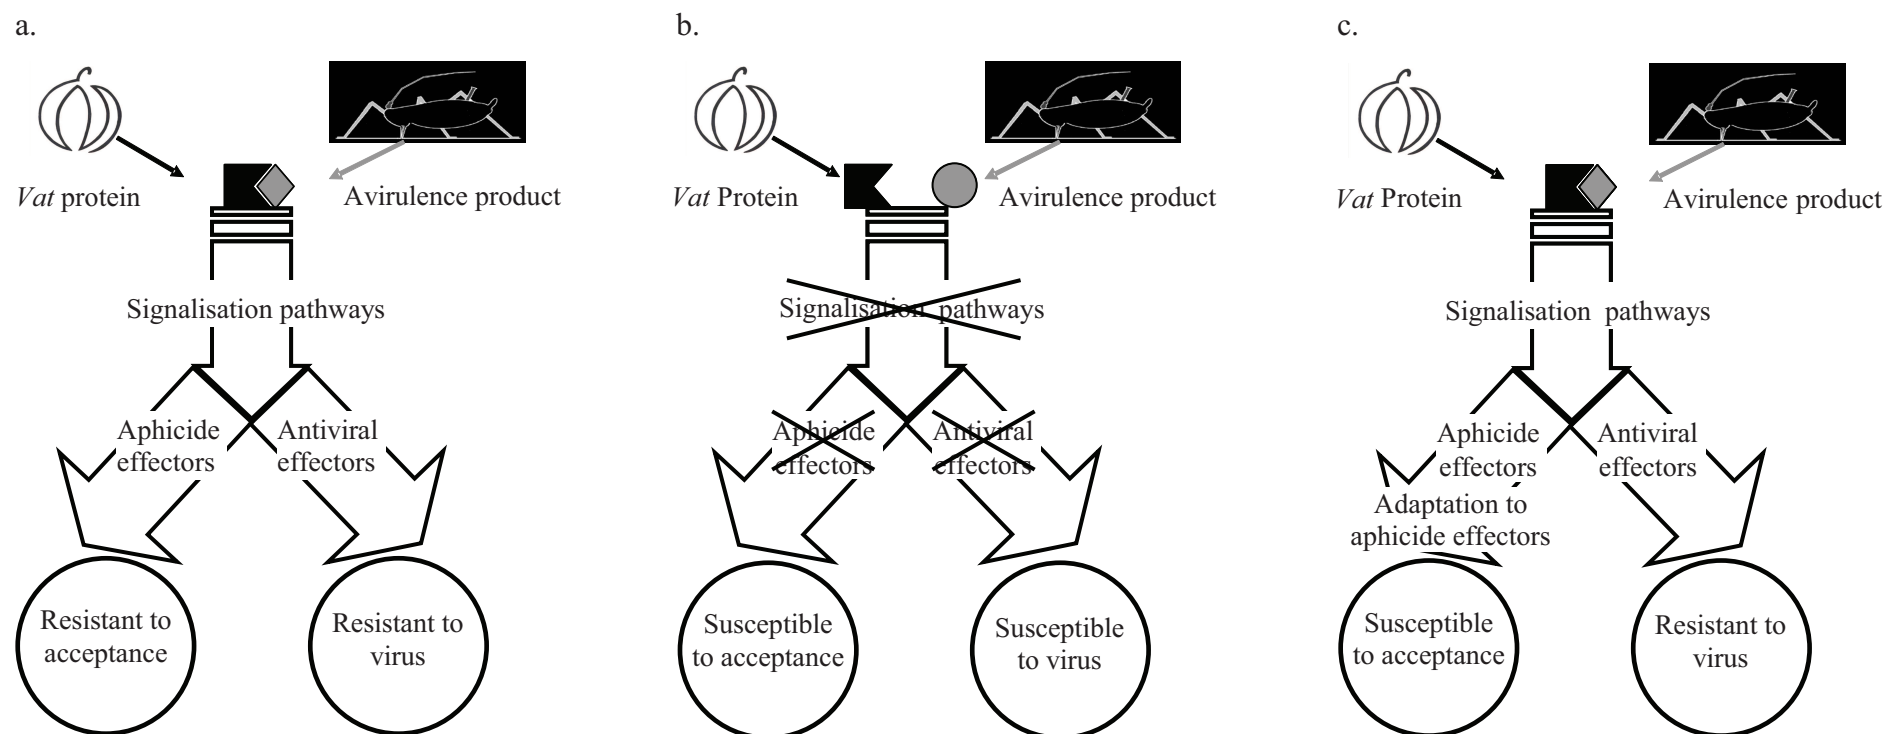 a.
Vat protein
Avirulence product
Signalisation pathways
Aphicide
effectors
Antiviral
effectors
Resistant to
acceptance
Resistant to
virus
b.
Vat Protein
Avirulence product
Signalisation pathways
Aphicide
effectors
Antiviral
effectors
Susceptible
to acceptance
Susceptible
to virus
c.
Vat Protein
Avirulence product
Signalisation pathways
Aphicide
effectors
Antiviral
effectors
Adaptation to
aphicide effectors
Susceptible
to acceptance
Resistant to
virus